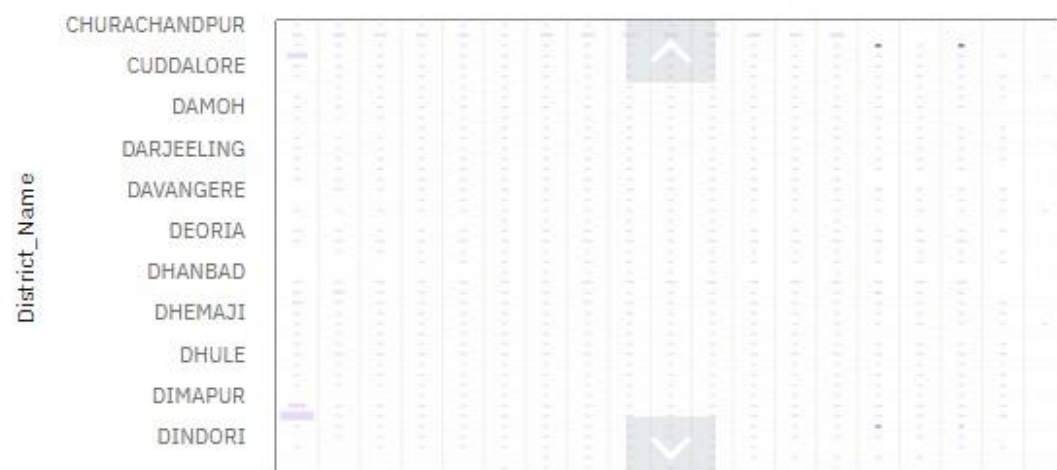 CHURACHANDPUR
CUDDALORE
DAMOH
DARJEELING
DAVANGERE
DEORIA
DHANBAD
DHEMAJI
DHULE
DIMAPUR
DINDORI
District_Name